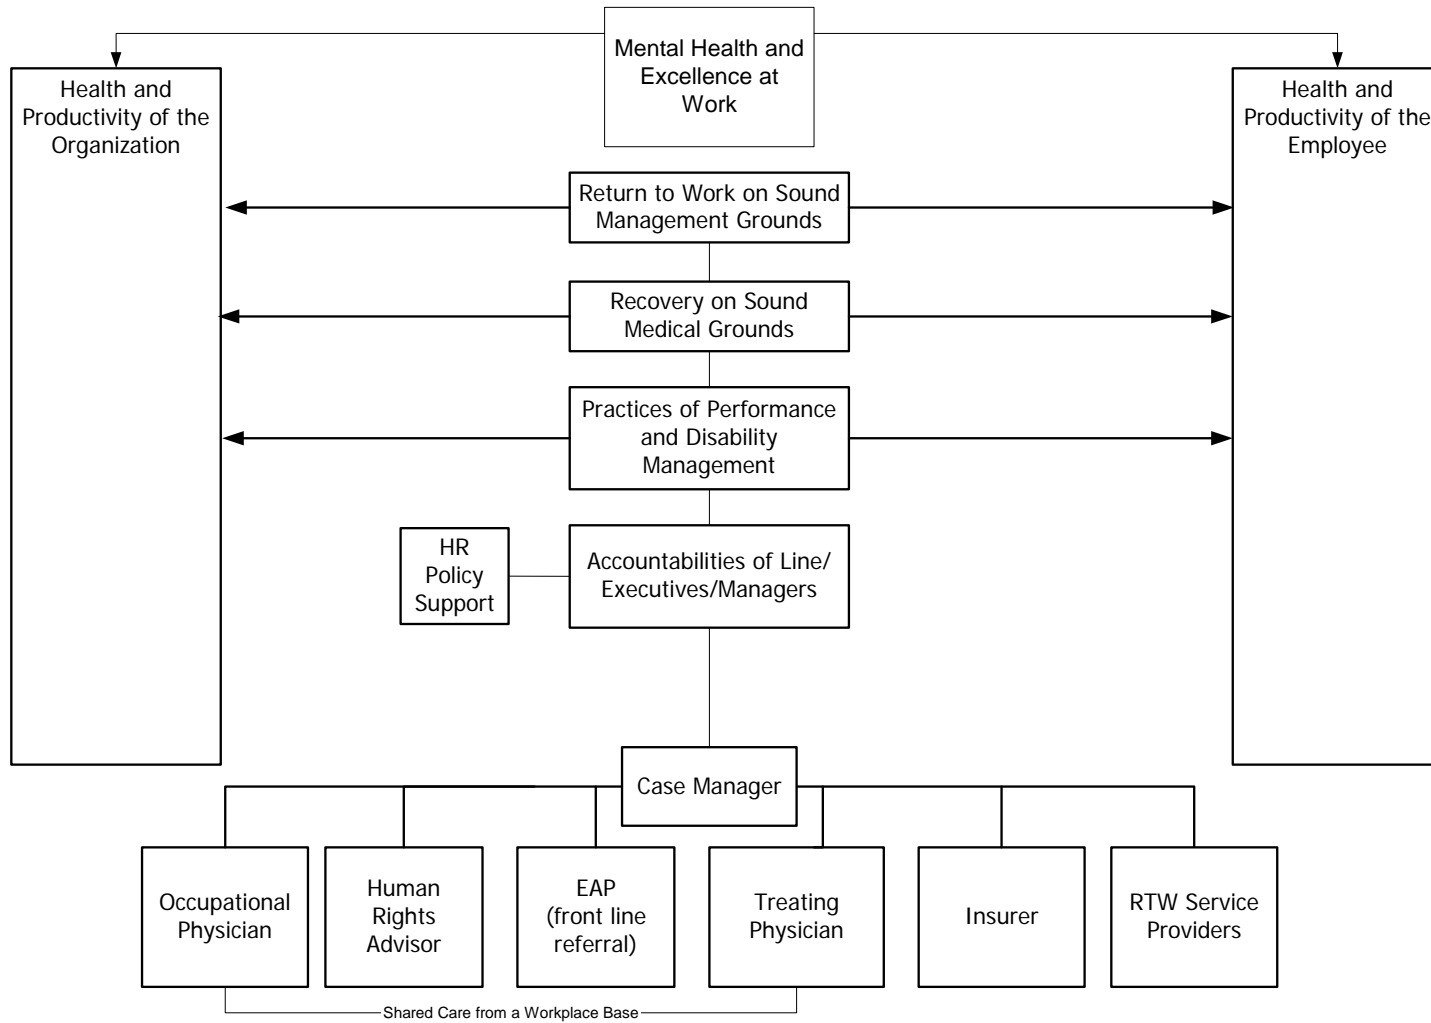 Mental Health and
Excellence at
Work
Health and
Productivity of the
Organization
Health and
Productivity of the
Employee
Return to Work on Sound
Management Grounds
Recovery on Sound
Medical Grounds
Practices of Performance
and Disability
Management
HR
Policy
Support
Accountabilities of Line/
Executives/Managers
Case Manager
Occupational
Physician
Human
Rights
Advisor
EAP
(front line
referral)
Treating
Physician
Insurer
RTW Service
Providers
Shared Care from a Workplace Base